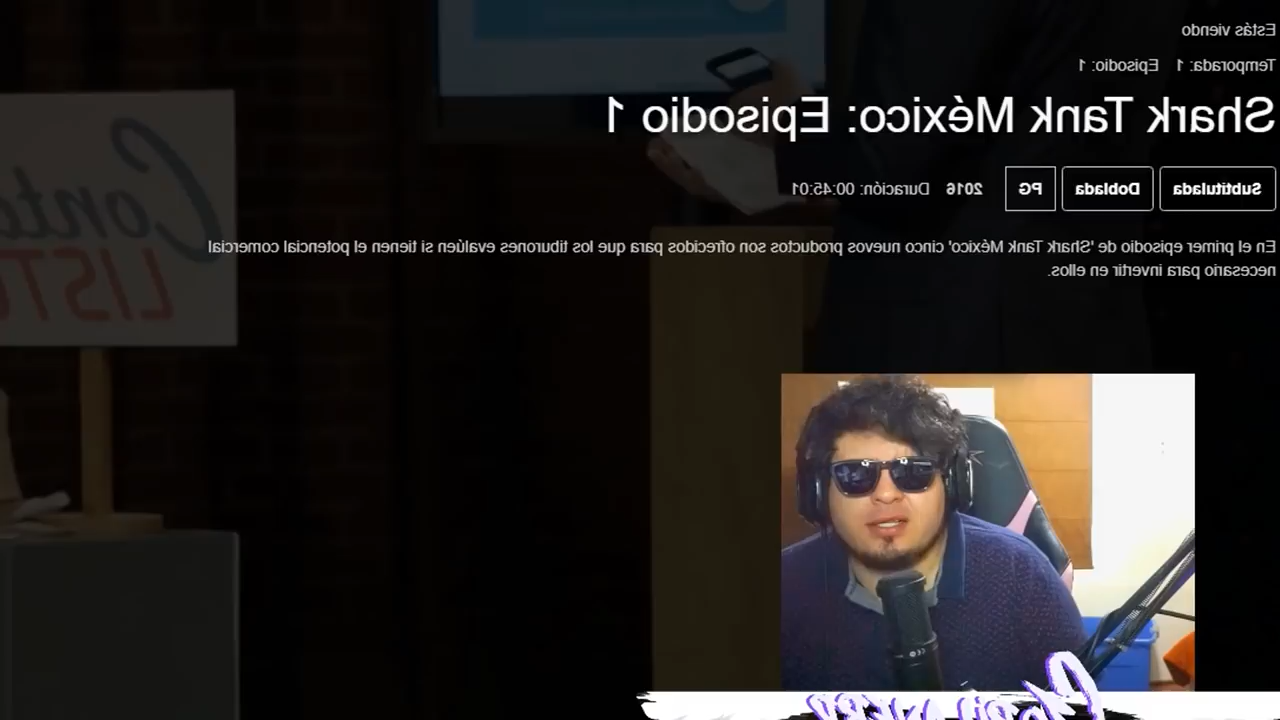 Estás viendo
Temporada: 1 Episodio: 1
Shark Tank México: Episodio 1
Subtitulada Doblada PG 2016 Duración: 00:45:01
En el primer episodio de 'Shark Tank México' cinco nuevos productos son ofrecidos para que los tiburones evalúen si tienen el potencial comercial
necesario para invertir en ellos.